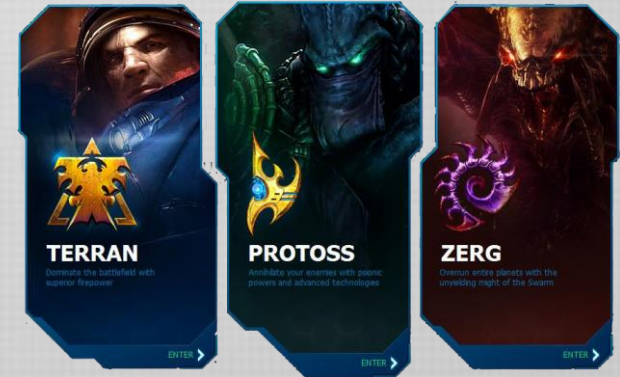 TERRAN
Dominate the battlefield with
superior firepower
ENTER
PROTOSS
Annihilate your enemies with psionic
powers and advanced technologies
ENTER
ZERG
Overrun entire planets with the
unyielding might of the Swarm
ENTER